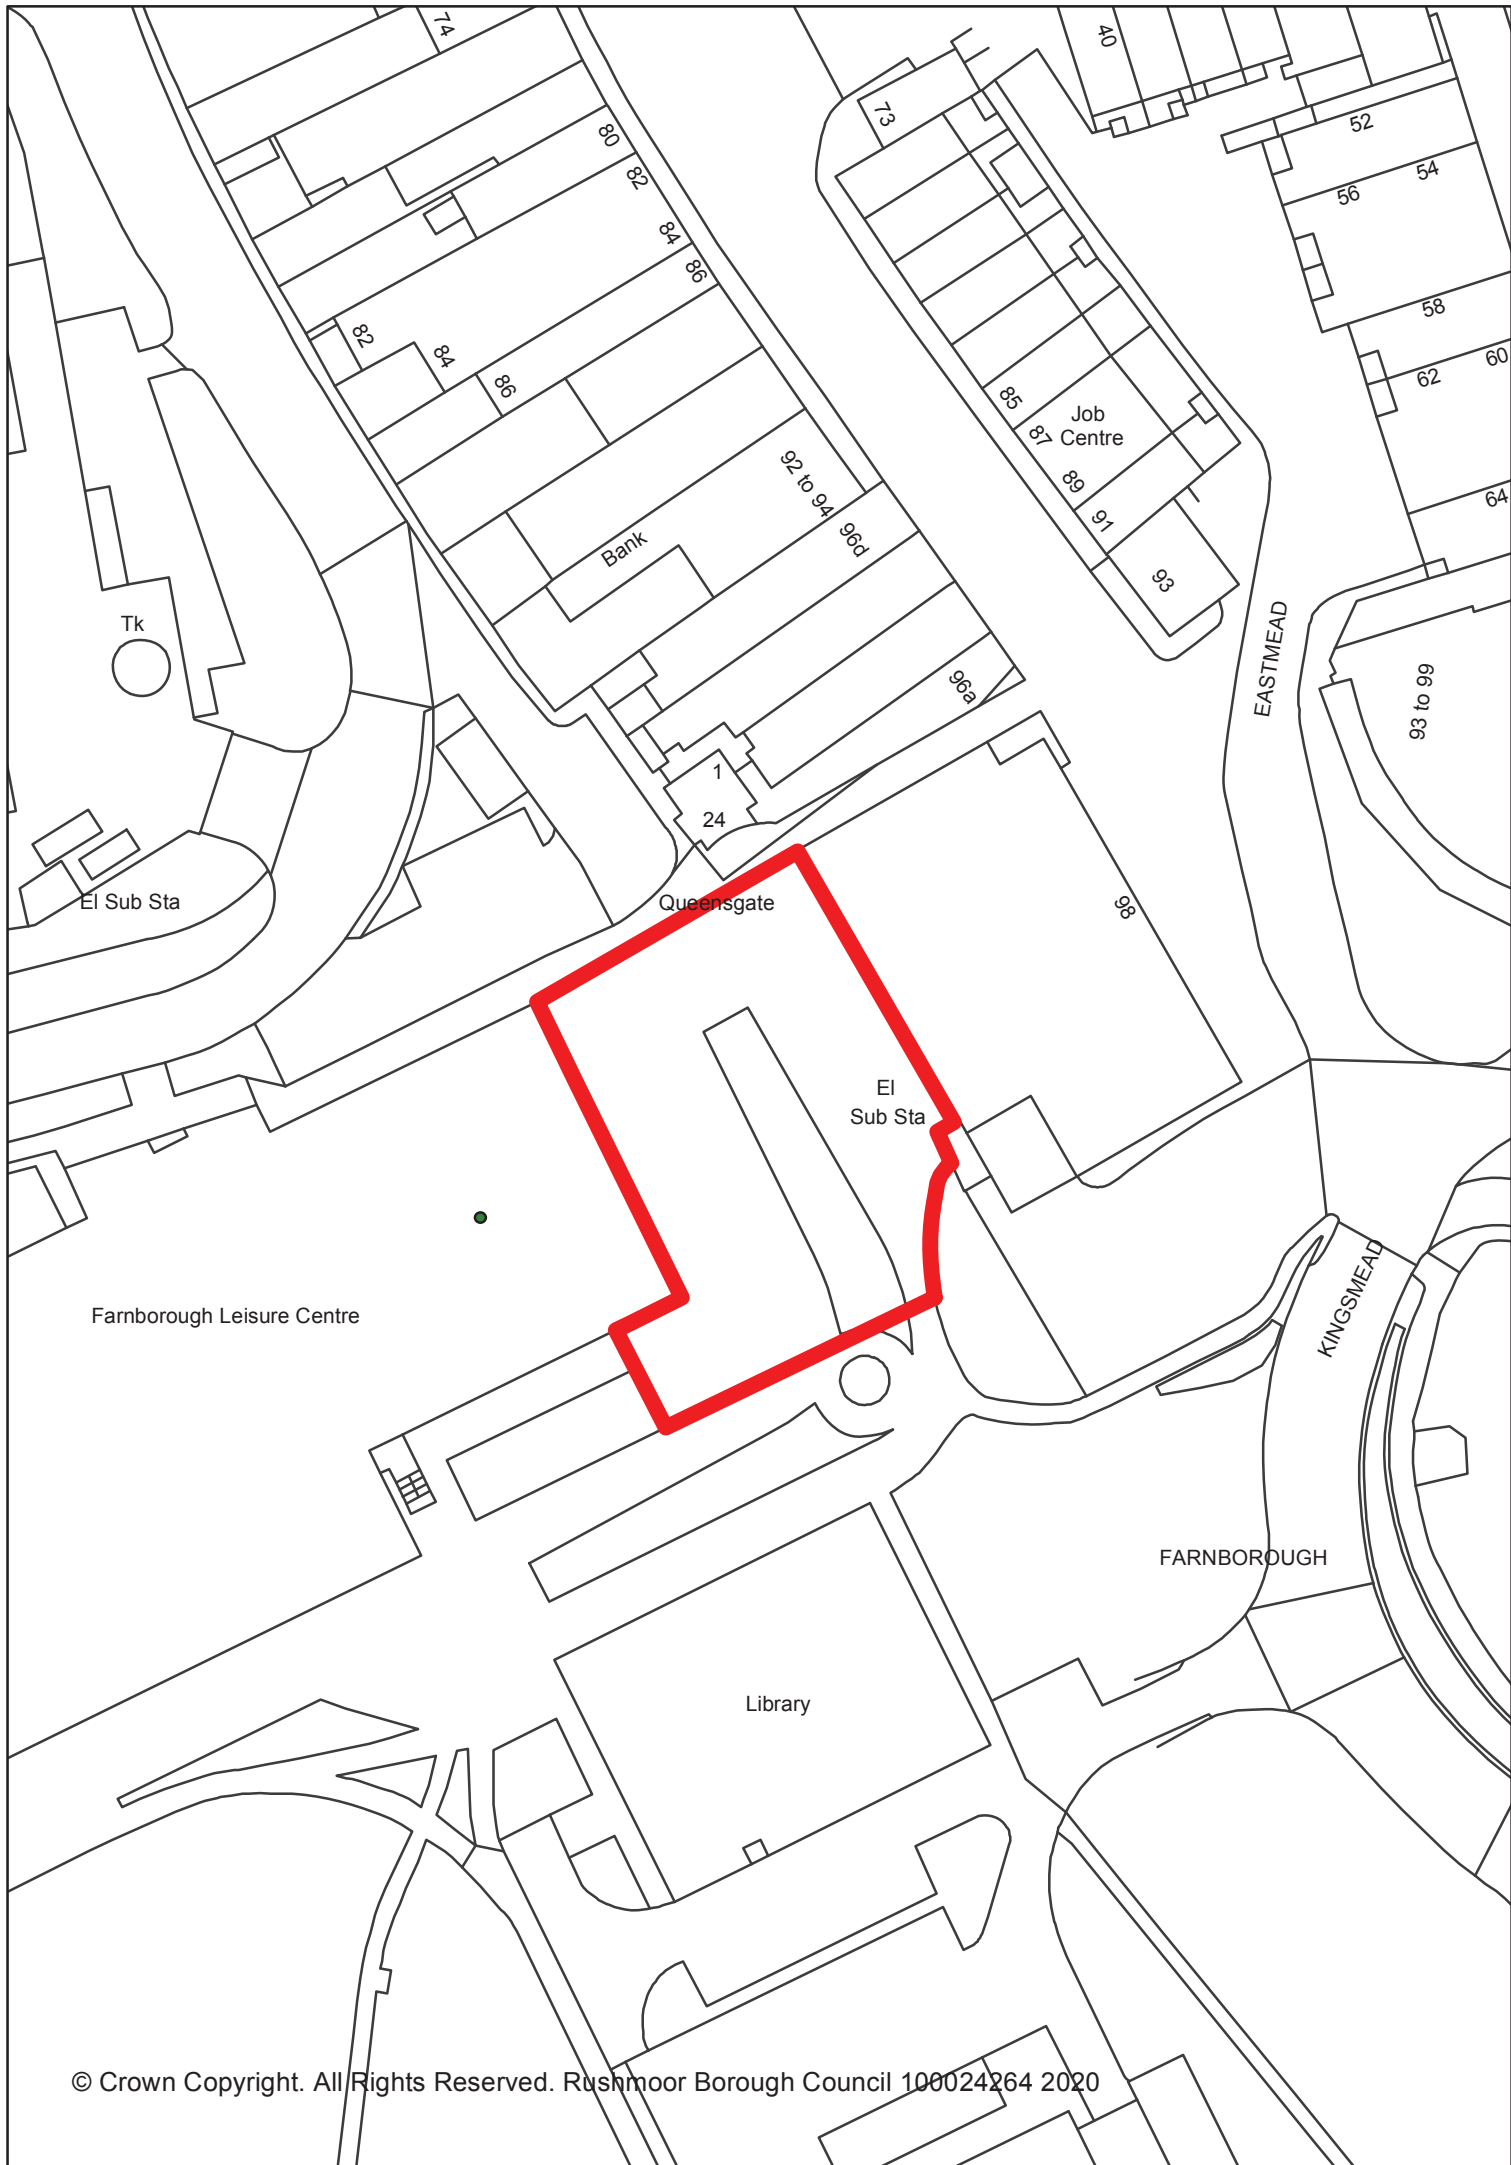 74
40
73
80
82
52
54
56
84
86
82
84
86
58
60
62
85
87
Job
Centre
89
91
92 to 94
96d
64
Bank
93
Tk
EASTMEAD
96a
93 to 99
1
24
El Sub Sta
Queensgate
98
El
Sub Sta
Farnborough Leisure Centre
KINGSMEAD
FARNBOROUGH
Library
© Crown Copyright. All Rights Reserved. Rushmoor Borough Council 100024264 2020